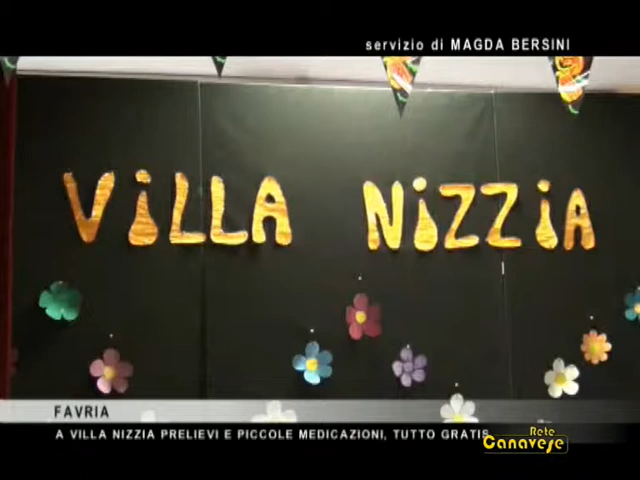 servizio di MAGDA BERSINI
ViLLA NiZZiA
FAVRIA
A VILLA NIZZIA PRELIEVI E PICCOLE MEDICAZIONI, TUTTO GRATIS
Rete
Canavese